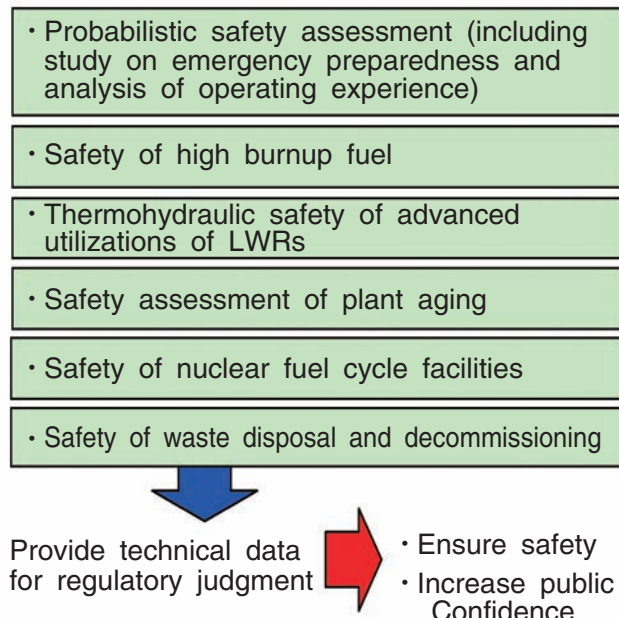 · Probabilistic safety assessment (including
study on emergency preparedness and
analysis of operating experience)
· Safety of high burnup fuel
· Thermohydraulic safety of advanced
utilizations of LWRs
· Safety assessment of plant aging
· Safety of nuclear fuel cycle facilities
· Safety of waste disposal and decommissioning
Provide technical data
for regulatory judgment
· Ensure safety
· Increase public
Confidence